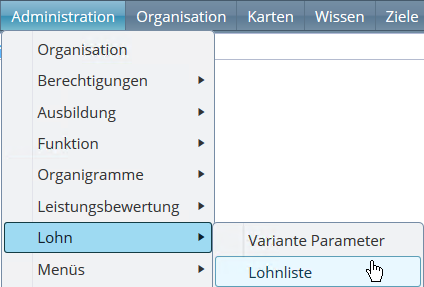 Administration Organisation Karten Wissen Ziele
Organisation
Berechtigungen
Ausbildung
Funktion
Organigramme
Leistungsbewertung
Lohn
Variante Parameter
Menüs
Lohnliste